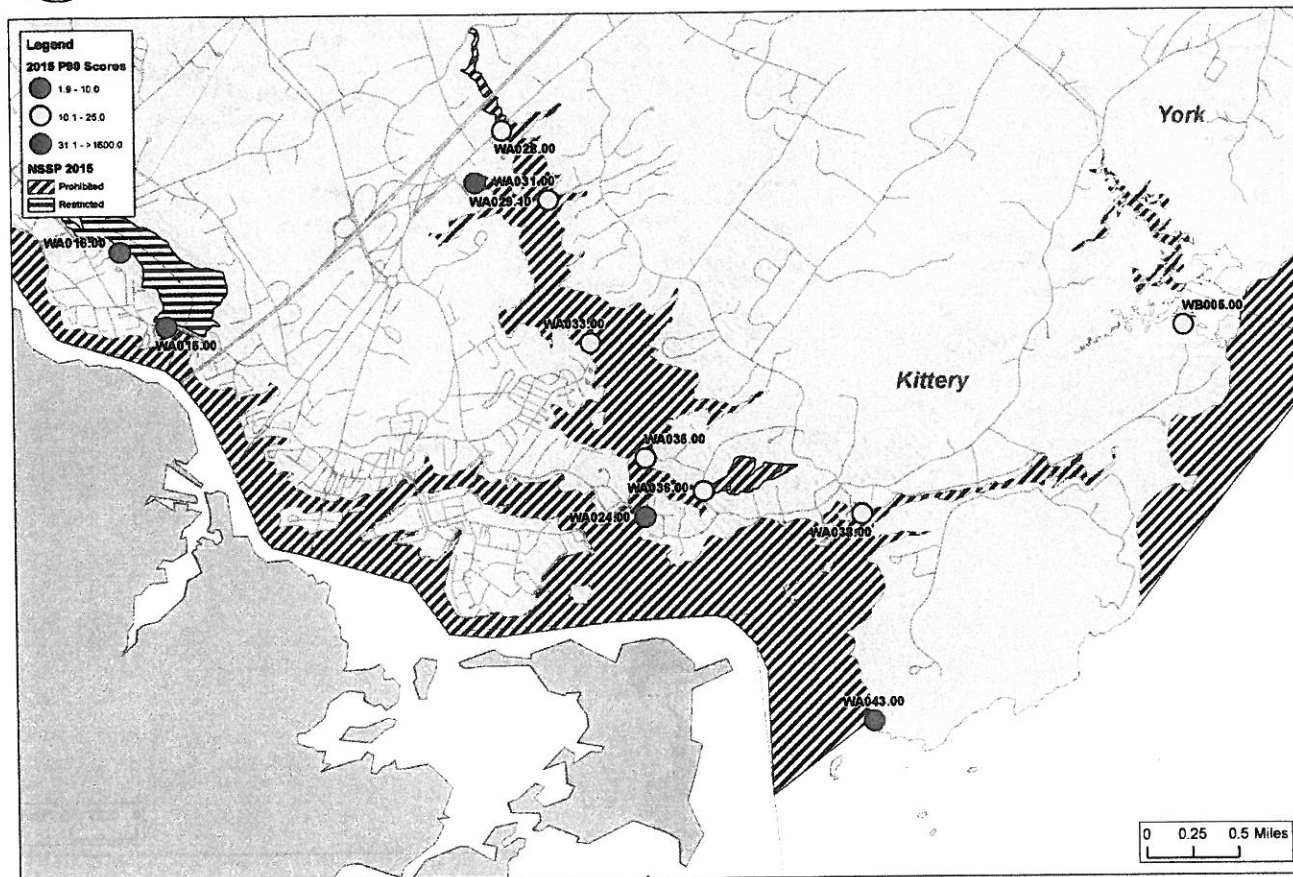 Legend
2015 P90 Scores
1.9 - 10.0
10.1 - 25.0
31.1 - >1600.0
NSSP 2015
Prohibited
Restricted
York
WA028.00
WA031.00
WA029.10
WA016.00
WA015.00
WA033.00
WB005.00
Kittery
WA036.00
WA035.00
WA024.00
WA038.00
WA043.00
0 0.25 0.5 Miles